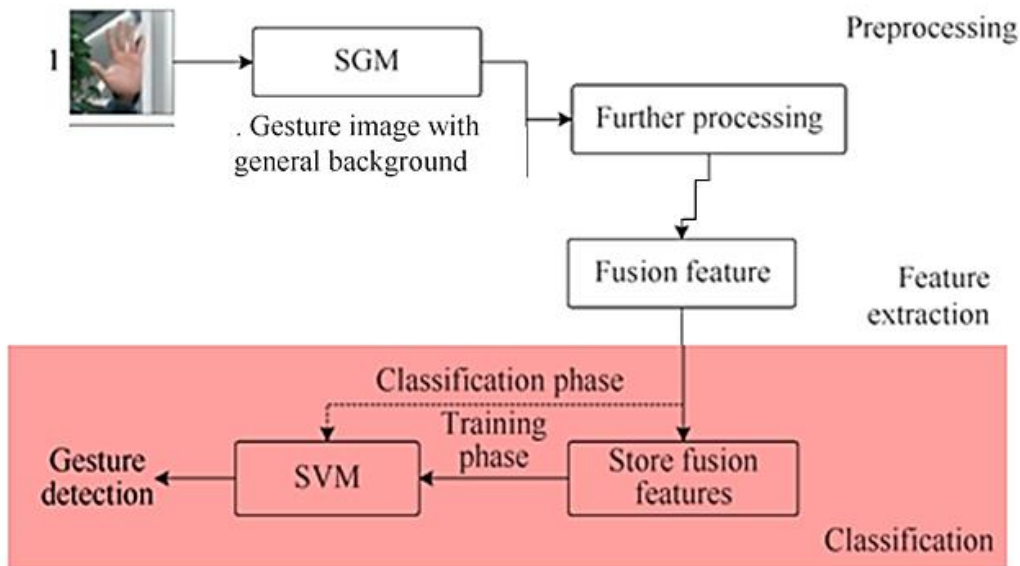 Preprocessing
1
SGM
. Gesture image with
general background
Further processing
Fusion feature
Feature
extraction
Classification phase
Training
phase
Gesture
detection
SVM
Store fusion
features
Classification